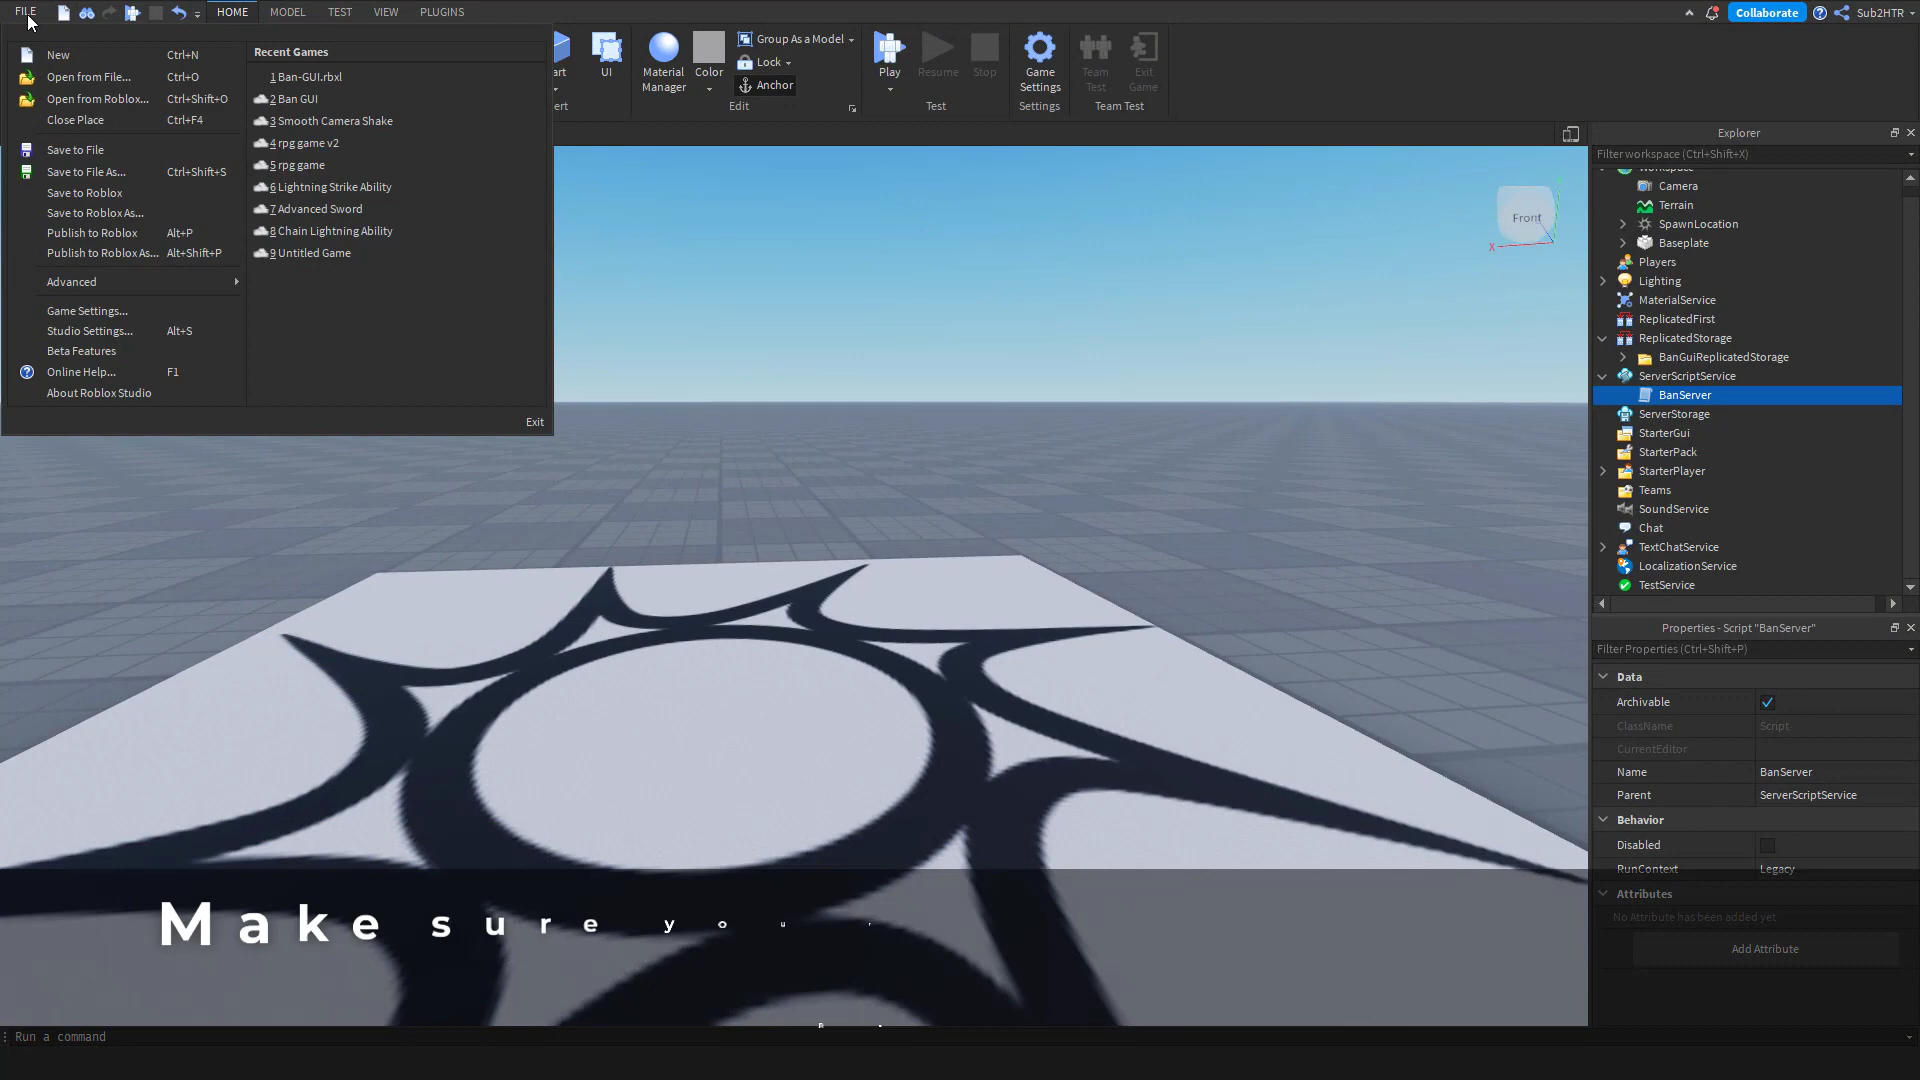 FILE
HOME
MODEL
TEST
VIEW
PLUGINS
Collaborate
Sub2HTR
New Ctrl+N
Open from File... Ctrl+O
Open from Roblox... Ctrl+Shift+O
Close Place Ctrl+F4
Save to File
Save to File As... Ctrl+Shift+S
Save to Roblox
Save to Roblox As...
Publish to Roblox Alt+P
Publish to Roblox As... Alt+Shift+P
Advanced
Game Settings...
Studio Settings... Alt+S
Beta Features
Online Help... F1
About Roblox Studio
Recent Games
1 Ban-GUI.rbxl
2 Ban GUI
3 Smooth Camera Shake
4 rpg game v2
5 rpg game
6 Lightning Strike Ability
7 Advanced Sword
8 Chain Lightning Ability
9 Untitled Game
Exit
UI
Material Manager
Color
Group As a Model
Lock
Anchor
Edit
Play
Resume
Stop
Test
Game Settings
Settings
Team Test
Exit Game
Team Test
Explorer
Filter workspace (Ctrl+Shift+X)
Workspace
Camera
Terrain
SpawnLocation
Baseplate
Players
Lighting
MaterialService
ReplicatedFirst
ReplicatedStorage
BanGuiReplicatedStorage
ServerScriptService
BanServer
ServerStorage
StarterGui
StarterPack
StarterPlayer
Teams
SoundService
Chat
TextChatService
LocalizationService
TestService
Front
X
Properties - Script "BanServer"
Filter Properties (Ctrl+Shift+P)
Data
Archivable
ClassName Script
CurrentEditor
Name BanServer
Parent ServerScriptService
Behavior
Disabled
RunContext Legacy
Attributes
No Attribute has been added yet
Add Attribute
Make sure you
Run a command